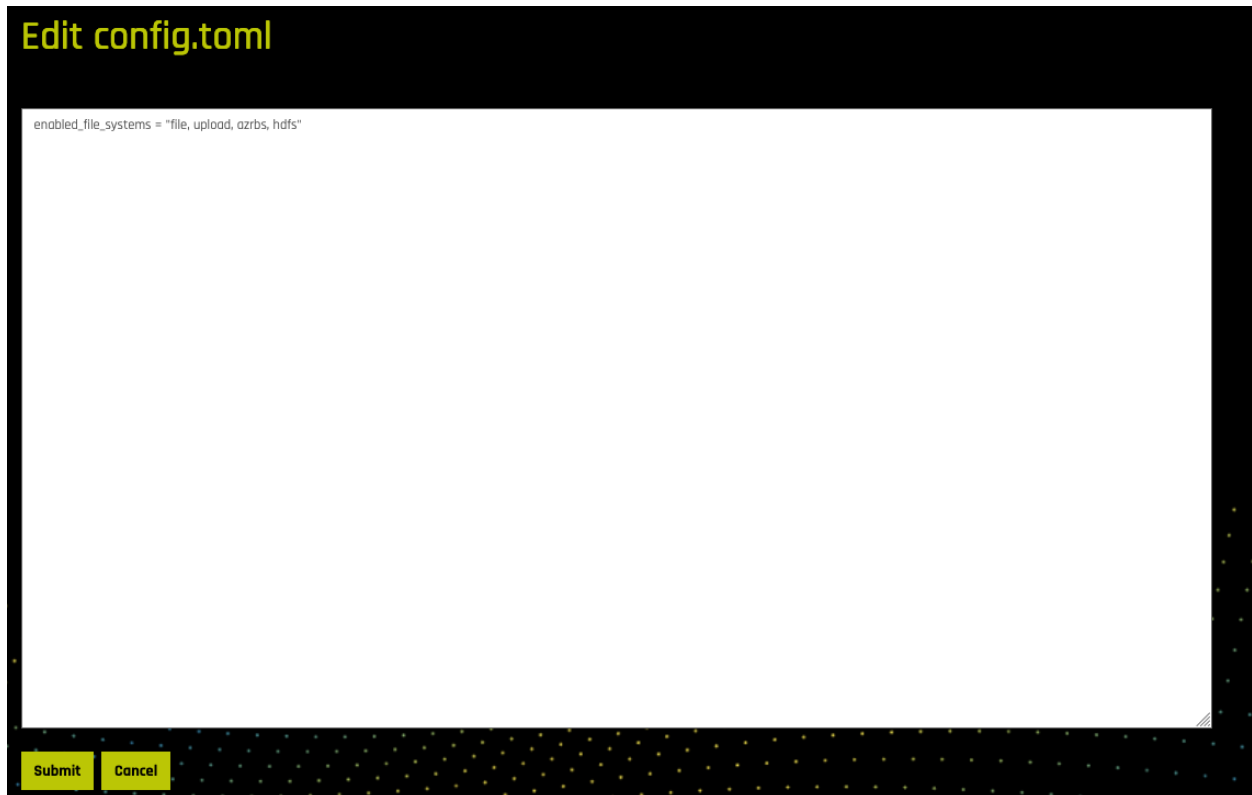 Edit config.toml
enabled_file_systems = "file, upload, azrbs, hdfs"
Submit Cancel